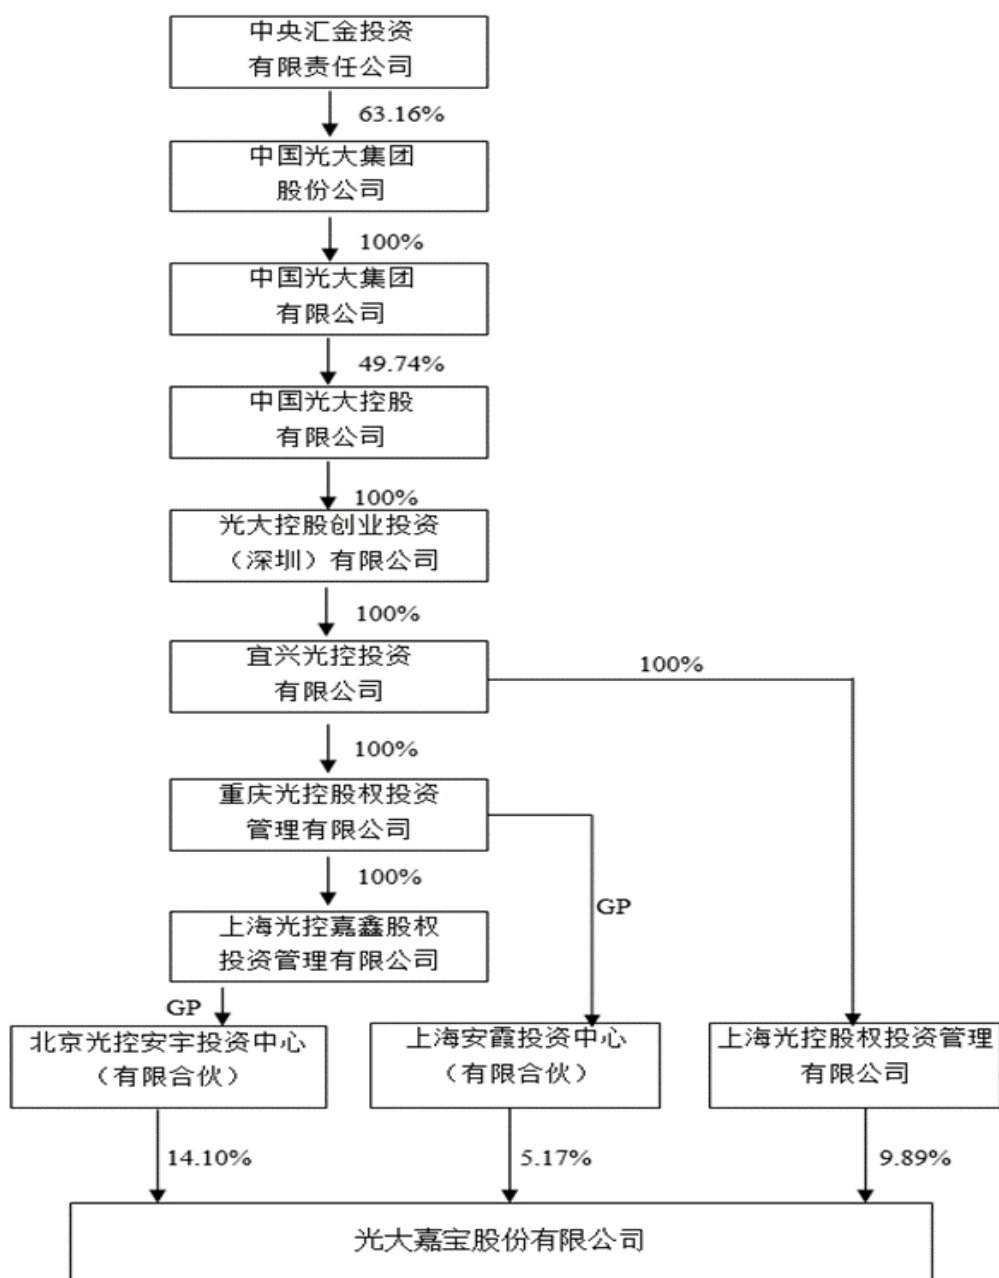 中央汇金投资
有限责任公司
63.16%
中国光大集团
股份公司
100%
中国光大集团
有限公司
49.74%
中国光大控股
有限公司
100%
光大控股创业投资
（深圳）有限公司
100%
宜兴光控投资
有限公司
100%
100%
重庆光控股权投资
管理有限公司
100%
GP
上海光控嘉鑫股权
投资管理有限公司
GP
北京光控安宇投资中心
（有限合伙）
上海安霞投资中心
（有限合伙）
上海光控股权投资管理
有限公司
14.10%
5.17%
9.89%
光大嘉宝股份有限公司